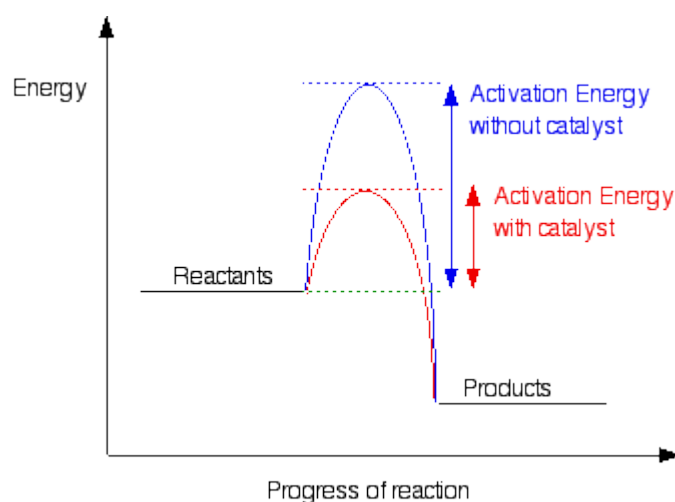 Energy
Activation Energy
without catalyst
Activation Energy
with catalyst
Reactants
Products
Progress of reaction